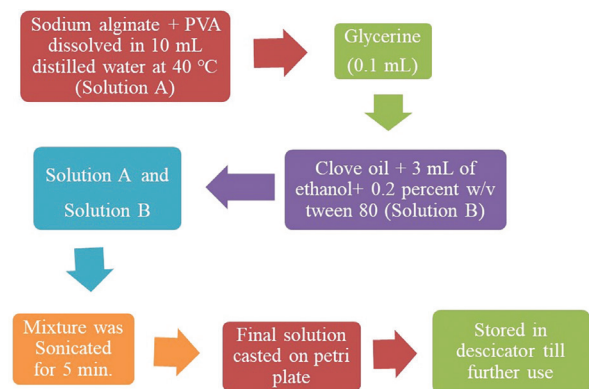 Sodium alginate + PVA
dissolved in 10 mL
distilled water at 40 °C
(Solution A)
Glycerine
(0.1 mL)
Clove oil + 3 mL of
ethanol+ 0.2 percent w/v
tween 80 (Solution B)
Solution A and
Solution B
Mixture was
Sonicated
for 5 min.
Final solution
casted on petri
plate
Stored in
descicator till
further use